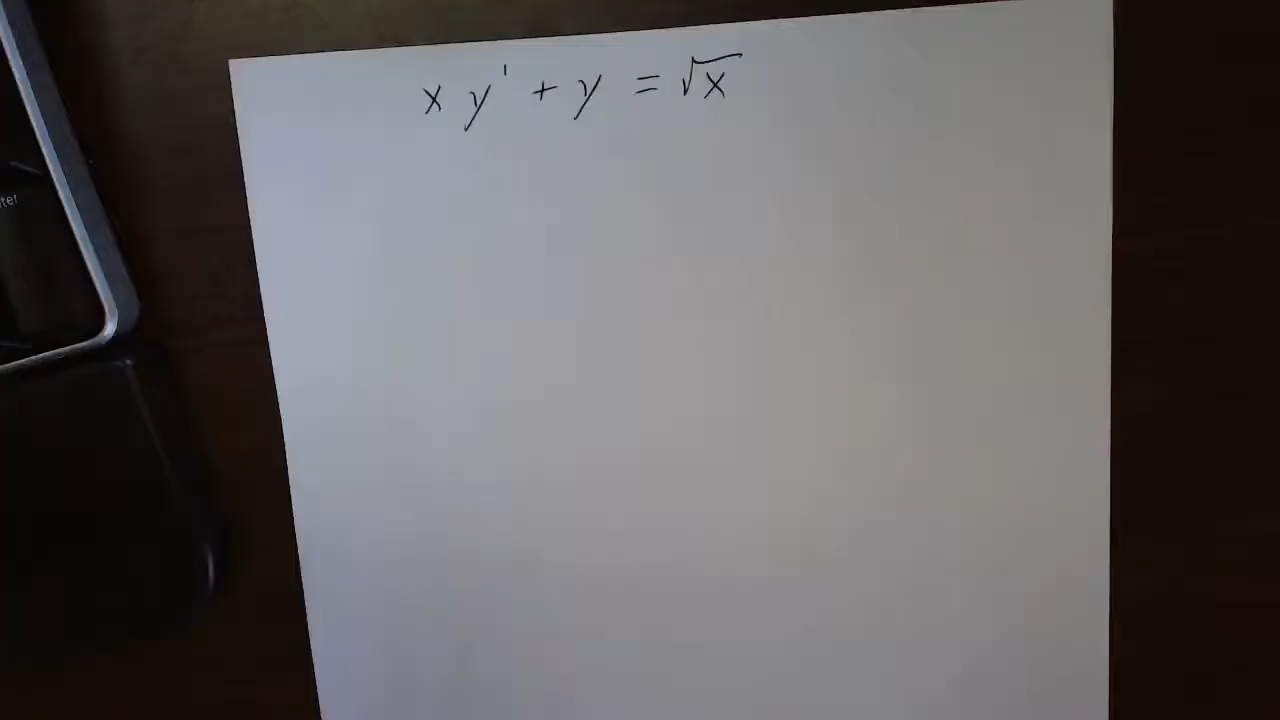 x y' + y = √x